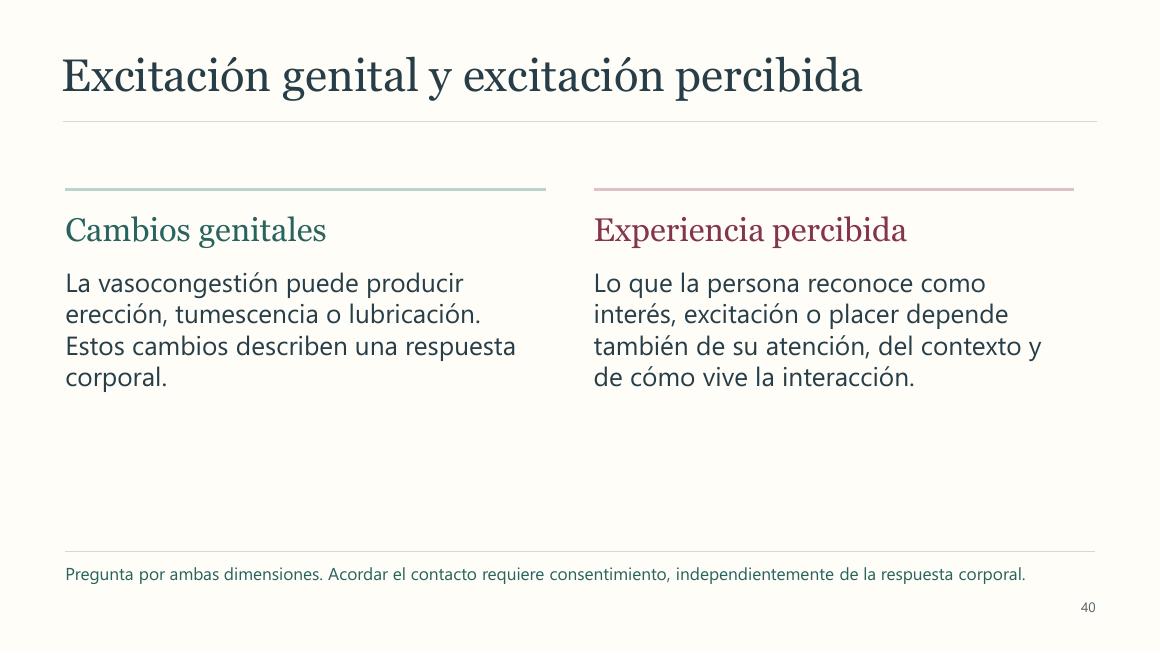 Excitación genital y excitación percibida
Cambios genitales
La vasocongestión puede producir
erección, tumescencia o lubricación.
Estos cambios describen una respuesta
corporal.
Experiencia percibida
Lo que la persona reconoce como
interés, excitación o placer depende
también de su atención, del contexto y
de cómo vive la interacción.
Pregunta por ambas dimensiones. Acordar el contacto requiere consentimiento, independientemente de la respuesta corporal.
40